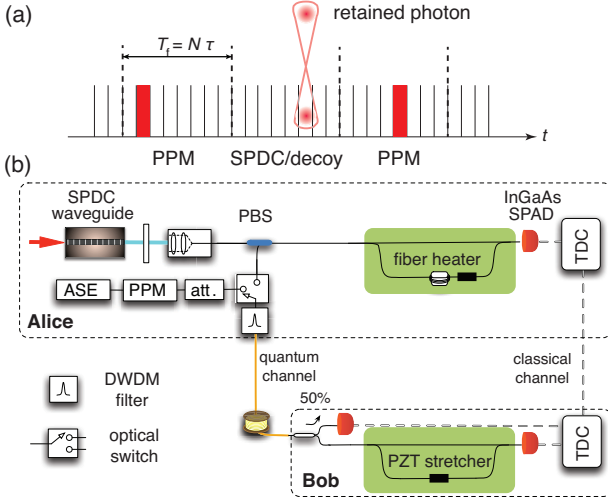 (a)
retained photon
T_f = N τ
PPM
SPDC/decoy
PPM
t
(b)
SPDC
waveguide
PBS
InGaAs
SPAD
TDC
fiber heater
ASE
PPM
att.
Alice
quantum
channel
classical
channel
DWDM
filter
50%
optical
switch
PZT stretcher
TDC
Bob